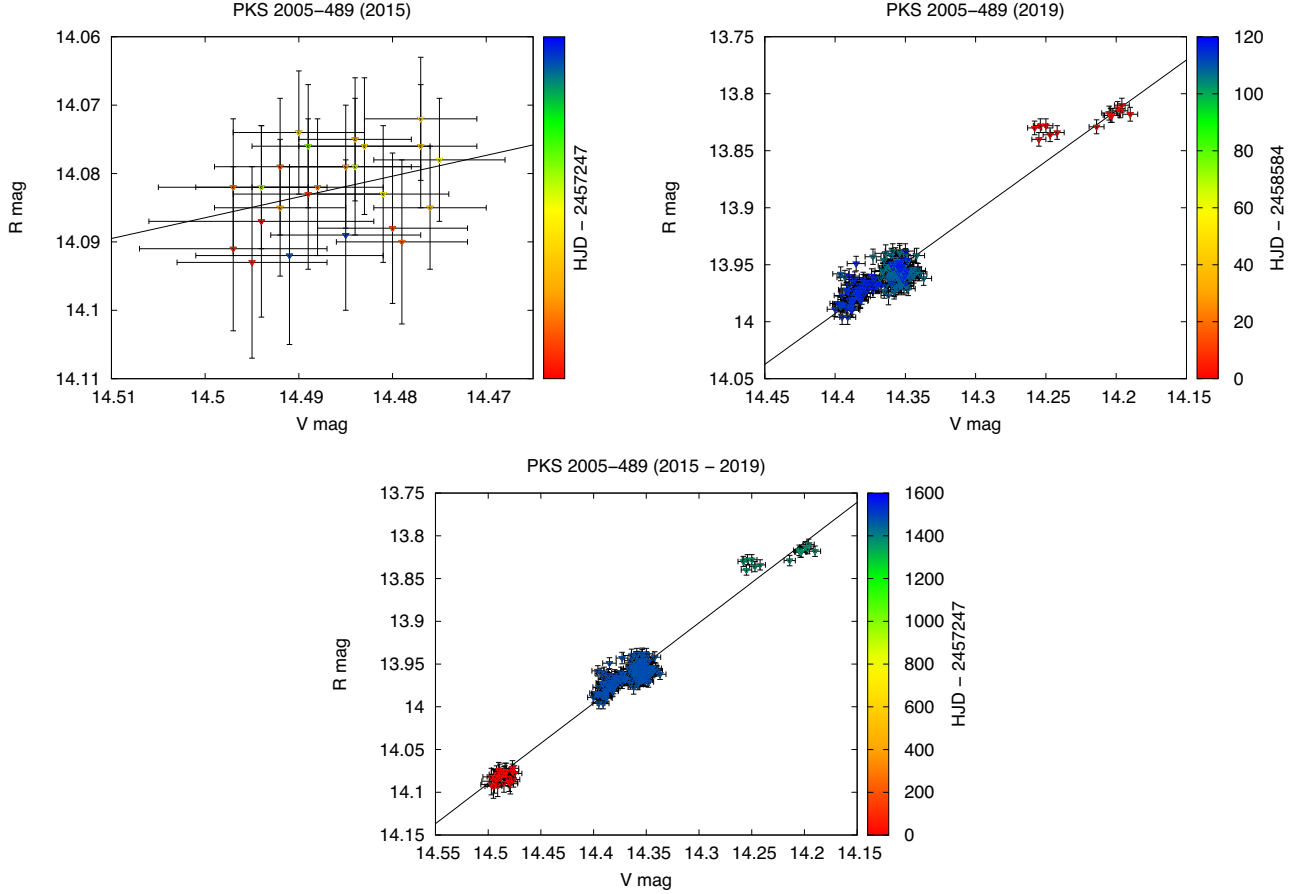 PKS 2005−489 (2015)
14.06
14.07
14.08
14.09
14.1
14.11
14.51 14.5 14.49 14.48 14.47
R mag
V mag
HJD − 2457247
PKS 2005−489 (2019)
13.75
13.8
13.85
13.9
13.95
14
14.05
14.45 14.4 14.35 14.3 14.25 14.2 14.15
R mag
V mag
120
100
80
60
40
20
0
HJD − 2458584
PKS 2005−489 (2015 − 2019)
13.75
13.8
13.85
13.9
13.95
14
14.05
14.1
14.15
14.55 14.5 14.45 14.4 14.35 14.3 14.25 14.2 14.15
R mag
V mag
1600
1400
1200
1000
800
600
400
200
0
HJD − 2457247